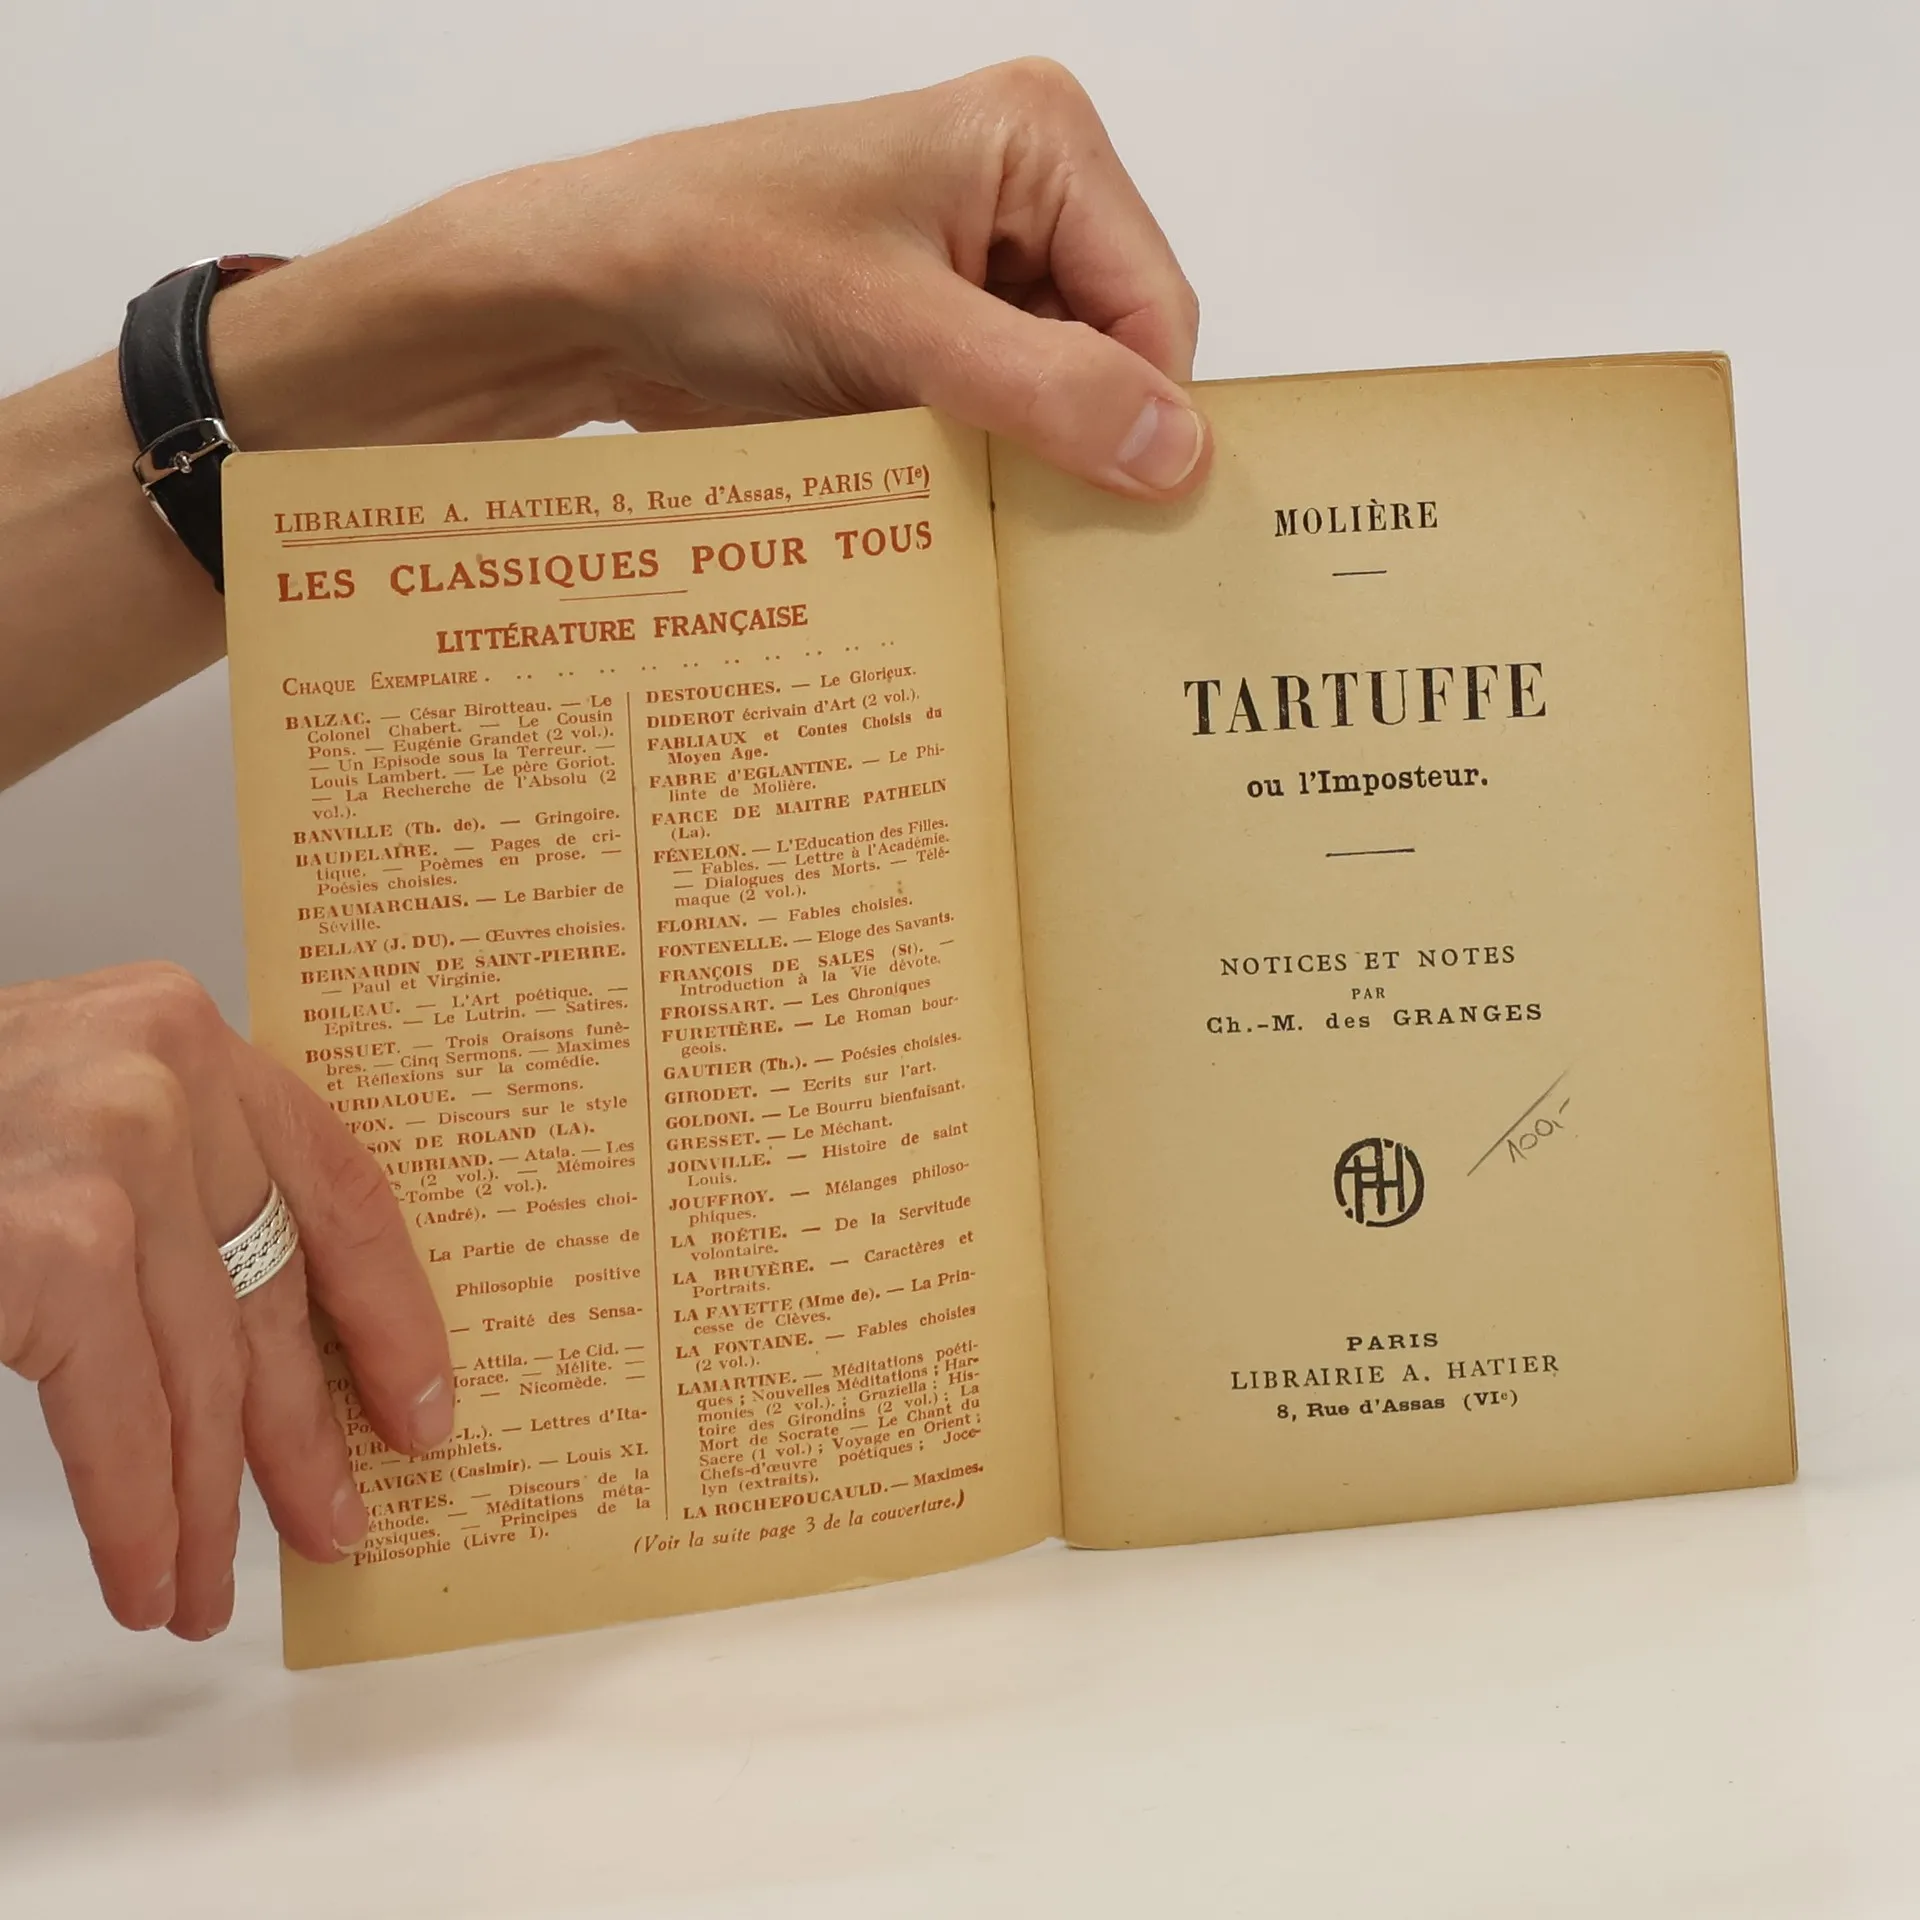 LIBRAIRIE A. HATIER, 8, Rue d'Assas, PARIS (VIe)
LES CLASSIQUES POUR TOUS
LITTÉRATURE FRANÇAISE
CHAQUE EXEMPLAIRE . .. .. .. .. .. .. .. .. .. ..
BALZAC. — César Birotteau. — Le
Colonel Chabert. — Le Cousin
Pons. — Eugénie Grandet (2 vol.).
— Un Episode sous la Terreur. —
Louis Lambert. — Le père Goriot.
— La Recherche de l'Absolu (2
vol.).
BANVILLE (Th. de). — Gringoire.
BAUDELAIRE. — Pages de cri-
tique. — Poèmes en prose. —
Poésies choisies.
BEAUMARCHAIS. — Le Barbier de
Séville.
BELLAY (J. DU). — Œuvres choisies.
BERNARDIN DE SAINT-PIERRE.
— Paul et Virginie.
BOILEAU. — L'Art poétique. —
Epîtres. — Le Lutrin. — Satires.
BOSSUET. — Trois Oraisons funè-
bres. — Cinq Sermons. — Maximes
et Réflexions sur la comédie.
URDALOUE. — Sermons.
FON. — Discours sur le style
SON DE ROLAND (LA).
AUBRIAND. — Atala. — Les
s (2 vol.). — Mémoires
-Tombe (2 vol.).
(André). — Poésies choi-
La Partie de chasse de
Philosophie positive
— Traité des Sensa-
— Attila. — Le Cid. —
Horace. — Mélite. —
. — Nicomède. —
.-L.). — Lettres d'Ita-
lie. — Pamphlets.
LAVIGNE (Casimir). — Louis XI.
SCARTES. — Discours de la
éthode. — Méditations méta-
hysiques. — Principes de la
Philosophie (Livre I).
DESTOUCHES. — Le Glorieux.
DIDEROT écrivain d'Art (2 vol.).
FABLIAUX et Contes Choisis du
Moyen Age.
FABRE d'EGLANTINE. — Le Phi-
linte de Molière.
FARCE DE MAITRE PATHELIN
(La).
FÉNELON. — L'Education des Filles.
— Fables. — Lettre à l'Académie.
— Dialogues des Morts. — Télé-
maque (2 vol.).
FLORIAN. — Fables choisies.
FONTENELLE. — Eloge des Savants.
FRANÇOIS DE SALES (St). —
Introduction à la Vie dévote.
FROISSART. — Les Chroniques
FURETIÈRE. — Le Roman bour-
geois.
GAUTIER (Th.). — Poésies choisies.
GIRODET. — Ecrits sur l'art.
GOLDONI. — Le Bourru bienfaisant.
GRESSET. — Le Méchant.
JOINVILLE. — Histoire de saint
Louis.
JOUFFROY. — Mélanges philoso-
phiques.
LA BOÉTIE. — De la Servitude
volontaire.
LA BRUYÈRE. — Caractères et
Portraits.
LA FAYETTE (Mme de). — La Prin-
cesse de Clèves.
LA FONTAINE. — Fables choisies
(2 vol.).
LAMARTINE. — Méditations poéti-
ques ; Nouvelles Méditations ; Har-
monies (2 vol.). ; Graziella ; His-
toire des Girondins (2 vol.) ; La
Mort de Socrate — Le Chant du
Sacre (1 vol.) ; Voyage en Orient ;
Chefs-d'œuvre poétiques ; Joce-
lyn (extraits).
LA ROCHEFOUCAULD. — Maximes.
(Voir la suite page 3 de la couverture.)
MOLIÈRE
TARTUFFE
ou l'Imposteur.
NOTICES ET NOTES
PAR
Ch.-M. des GRANGES
100,-
PARIS
LIBRAIRIE A. HATIER
8, Rue d'Assas (VIe)